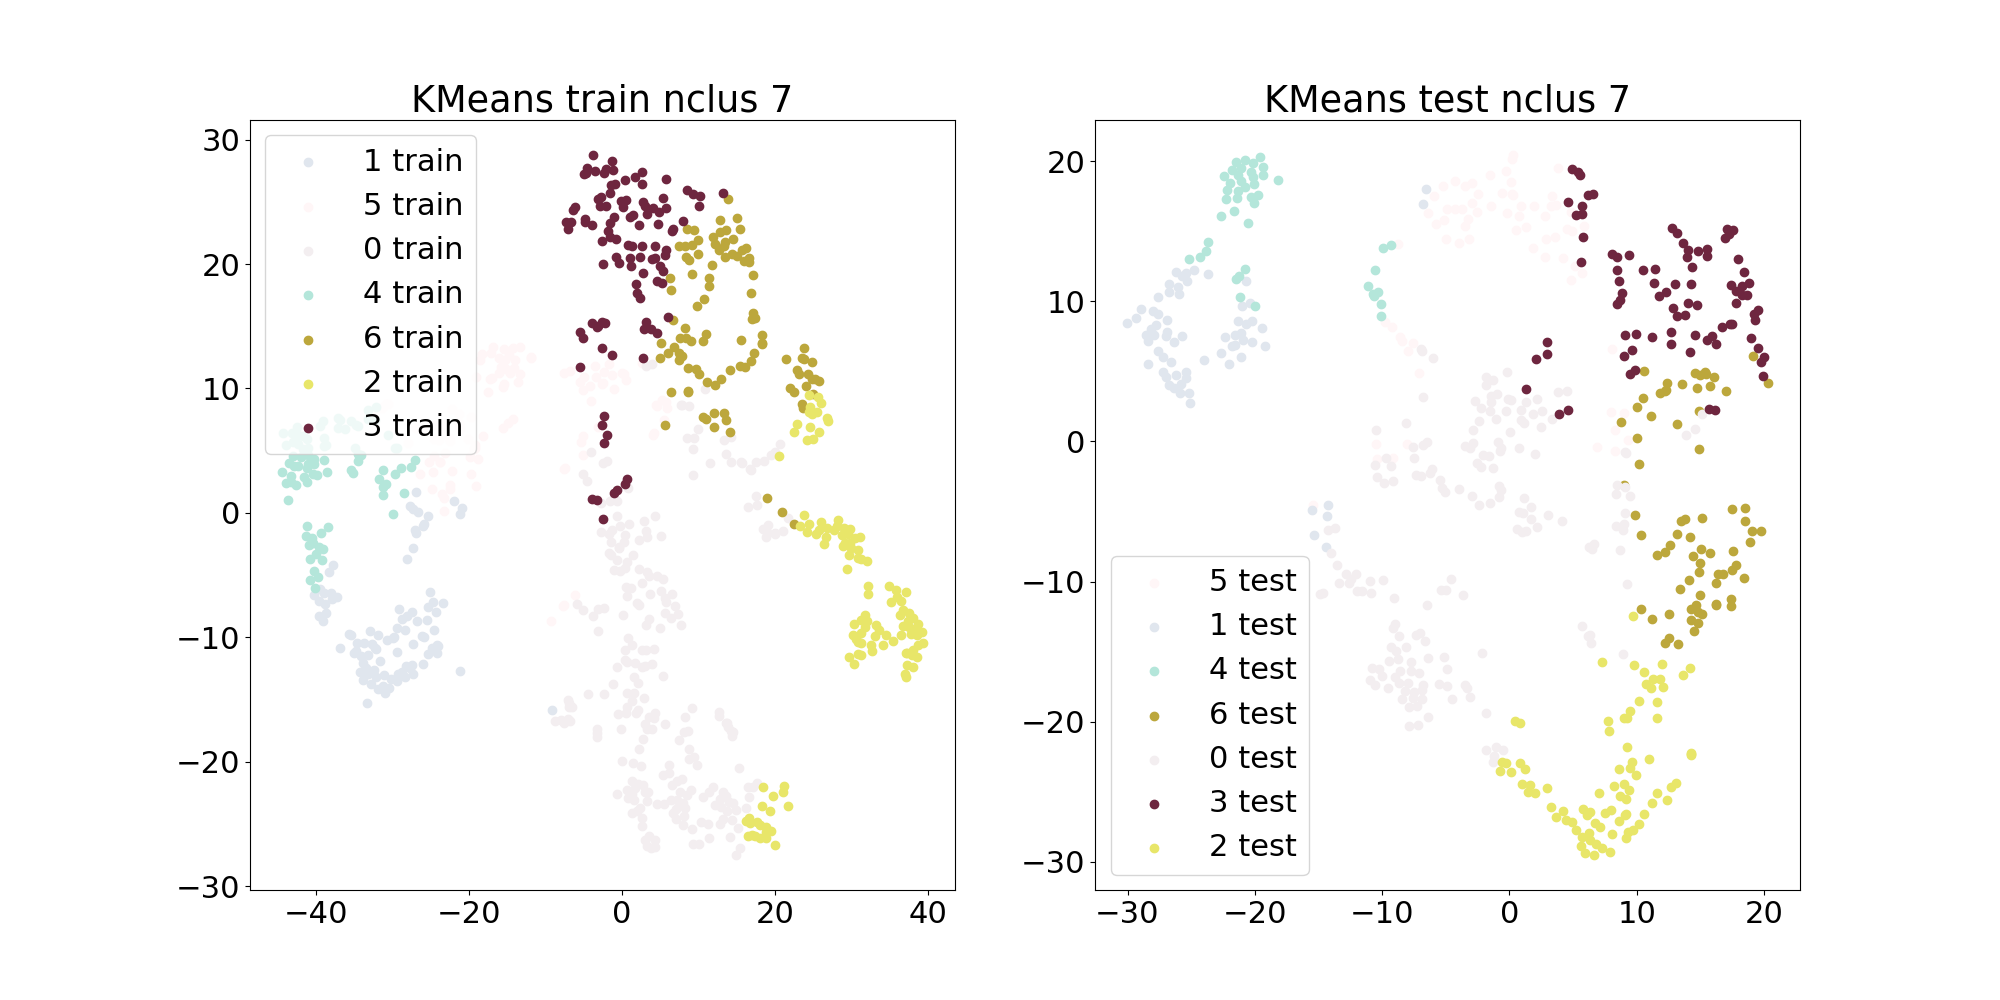 KMeans train nclus 7
30
20
10
0
−10
−20
−30
−40
−20
0
20
40
1 train
5 train
0 train
4 train
6 train
2 train
3 train
KMeans test nclus 7
20
10
0
−10
−20
−30
−30
−20
−10
0
10
20
5 test
1 test
4 test
6 test
0 test
3 test
2 test